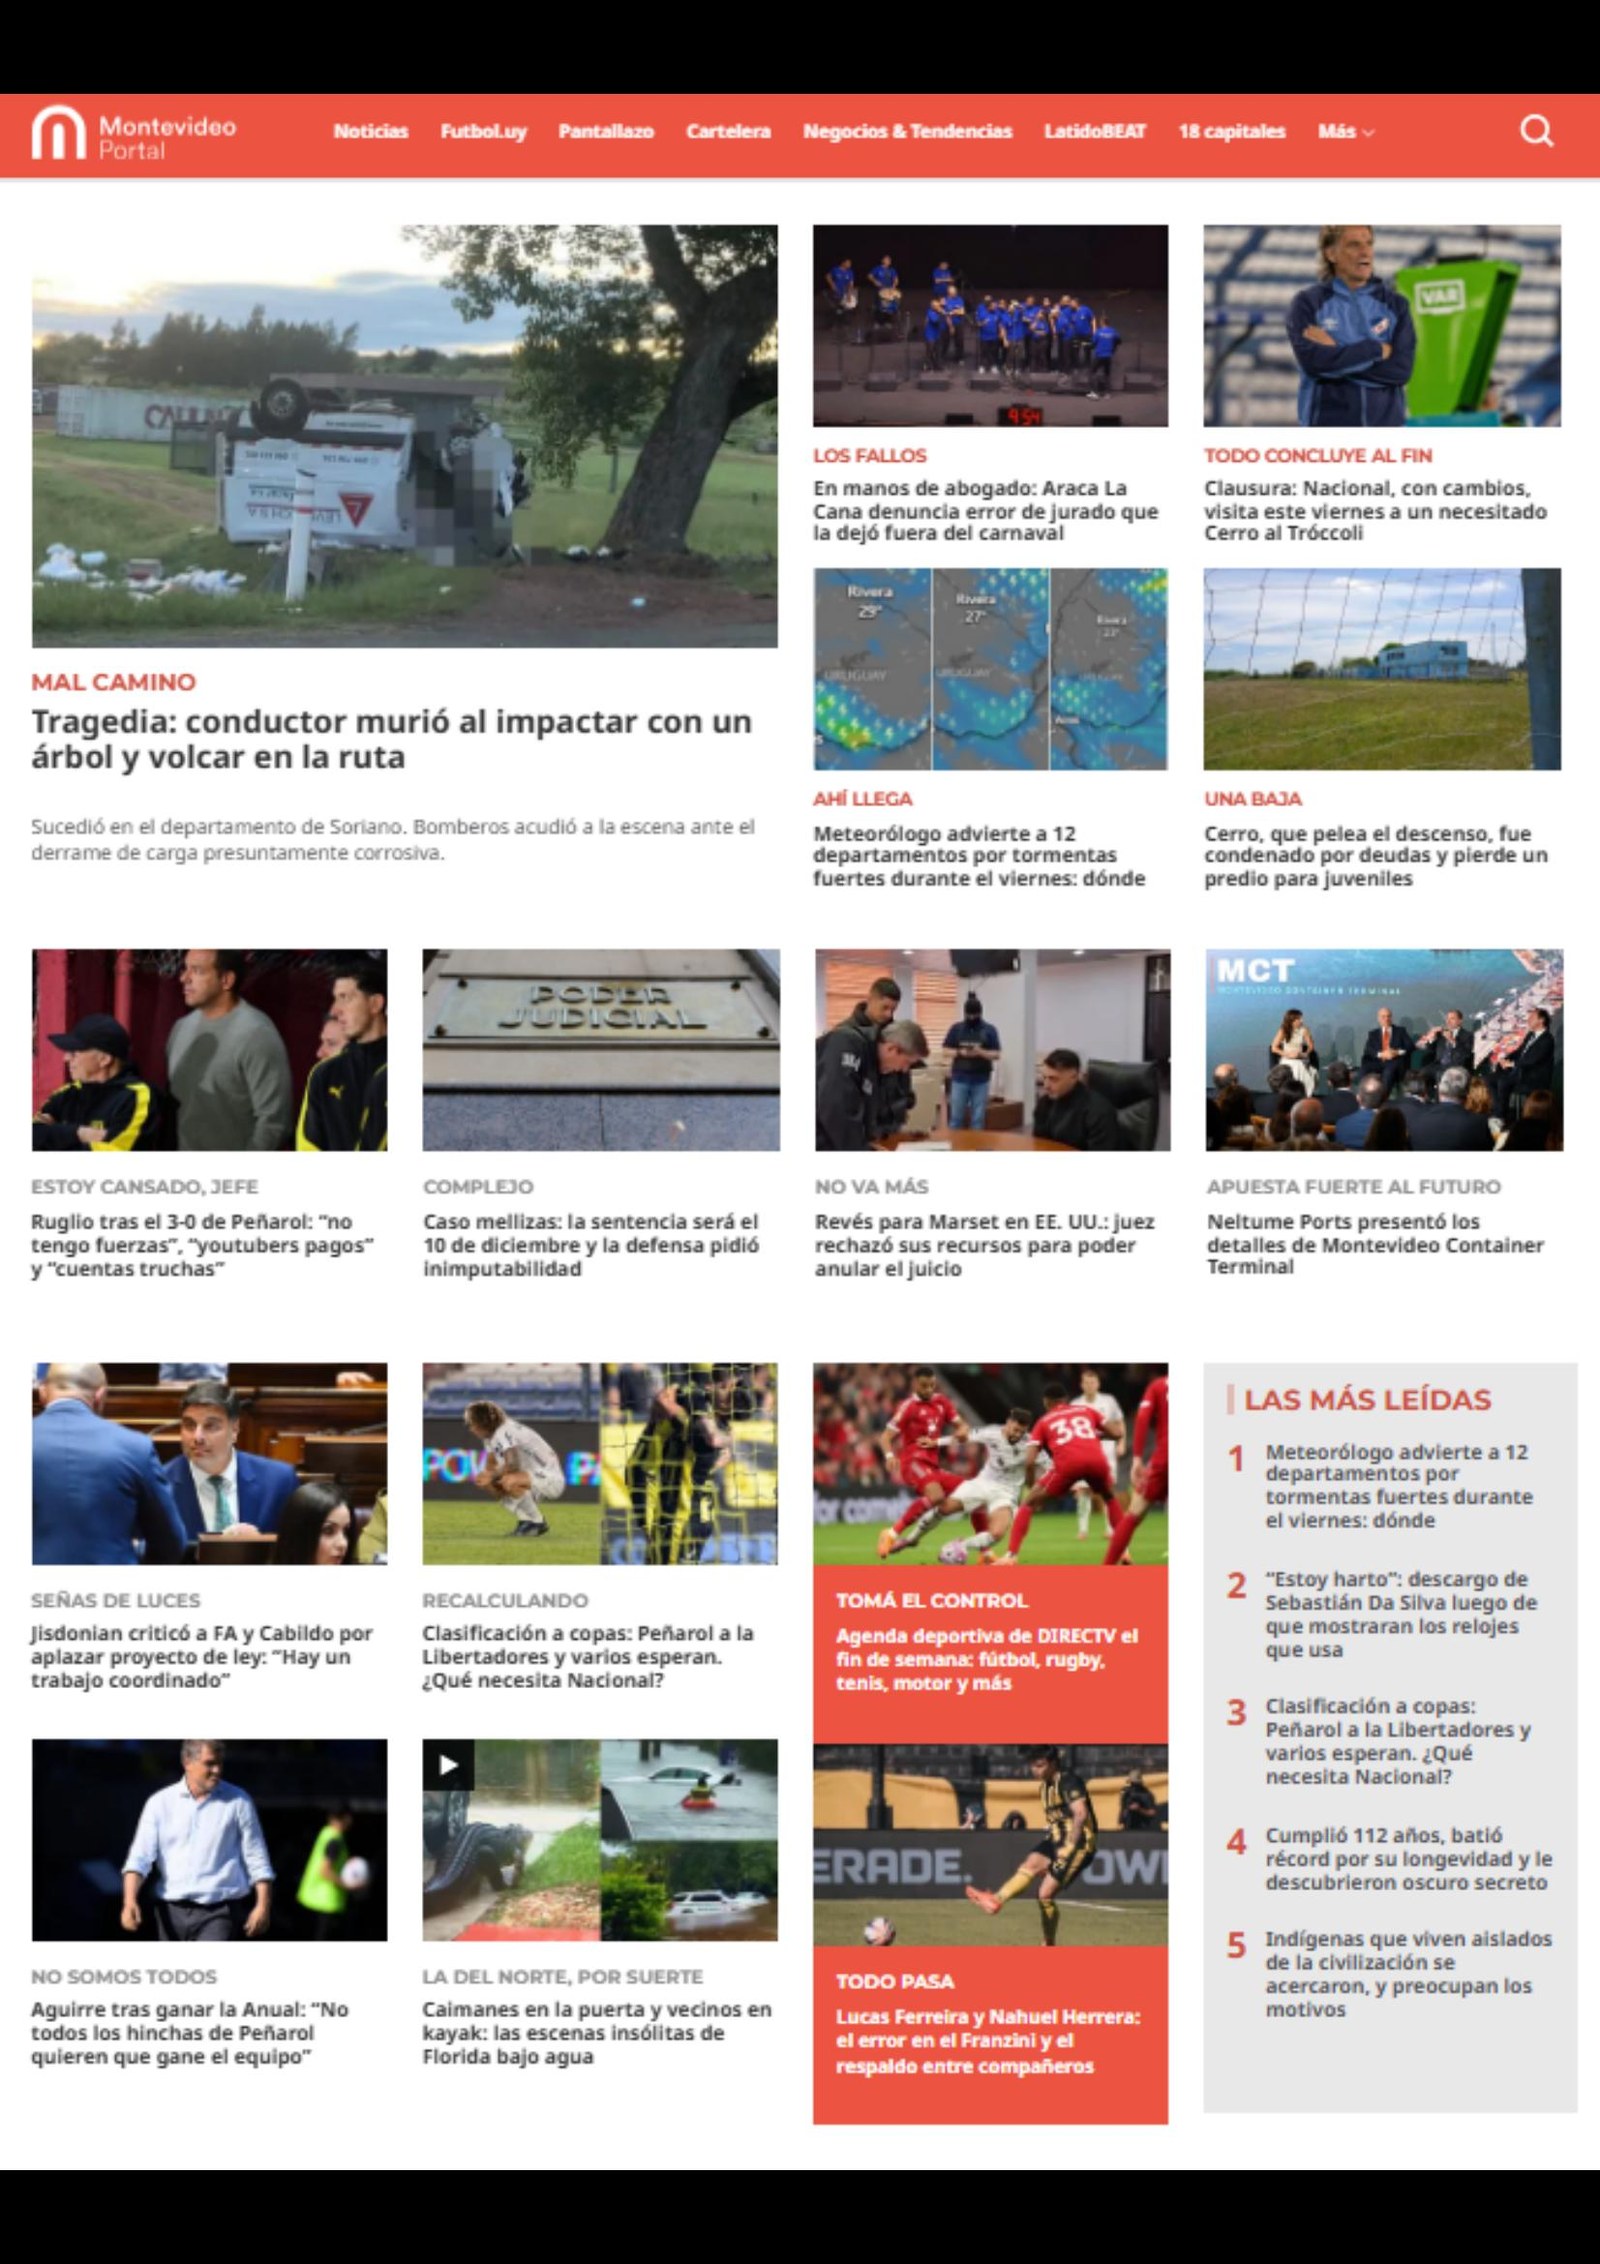 Montevideo
Portal
Noticias
Futbol.uy
Pantallazo
Cartelera
Negocios & Tendencias
LatidoBEAT
18 capitales
Más
MAL CAMINO
Tragedia: conductor murió al impactar con un
árbol y volcar en la ruta
Sucedió en el departamento de Soriano. Bomberos acudió a la escena ante el
derrame de carga presuntamente corrosiva.
9:54
LOS FALLOS
En manos de abogado: Araca La
Cana denuncia error de jurado que
la dejó fuera del carnaval
VAR
TODO CONCLUYE AL FIN
Clausura: Nacional, con cambios,
visita este viernes a un necesitado
Cerro al Tróccoli
Rivera
29°
Rivera
27°
Rivera
URUGUAY
URUGUAY
AHÍ LLEGA
Meteorólogo advierte a 12
departamentos por tormentas
fuertes durante el viernes: dónde
UNA BAJA
Cerro, que pelea el descenso, fue
condenado por deudas y pierde un
predio para juveniles
ESTOY CANSADO, JEFE
Ruglio tras el 3-0 de Peñarol: “no
tengo fuerzas”, “youtubers pagos”
y “cuentas truchas”
PODER
JUDICIAL
COMPLEJO
Caso mellizas: la sentencia será el
10 de diciembre y la defensa pidió
inimputabilidad
NO VA MÁS
Revés para Marset en EE. UU.: juez
rechazó sus recursos para poder
anular el juicio
MCT
MONTEVIDEO CONTAINER TERMINAL
APUESTA FUERTE AL FUTURO
Neltume Ports presentó los
detalles de Montevideo Container
Terminal
SEÑAS DE LUCES
Jisdonian criticó a FA y Cabildo por
aplazar proyecto de ley: “Hay un
trabajo coordinado”
RECALCULANDO
Clasificación a copas: Peñarol a la
Libertadores y varios esperan.
¿Qué necesita Nacional?
38
TOMÁ EL CONTROL
Agenda deportiva de DIRECTV el
fin de semana: fútbol, rugby,
tenis, motor y más
NO SOMOS TODOS
Aguirre tras ganar la Anual: “No
todos los hinchas de Peñarol
quieren que gane el equipo”
LA DEL NORTE, POR SUERTE
Caimanes en la puerta y vecinos en
kayak: las escenas insólitas de
Florida bajo agua
ERADE.
OWE
TODO PASA
Lucas Ferreira y Nahuel Herrera:
el error en el Franzini y el
respaldo entre compañeros
LAS MÁS LEÍDAS
1 Meteorólogo advierte a 12
departamentos por
tormentas fuertes durante
el viernes: dónde
2 “Estoy harto”: descargo de
Sebastián Da Silva luego de
que mostraran los relojes
que usa
3 Clasificación a copas:
Peñarol a la Libertadores y
varios esperan. ¿Qué
necesita Nacional?
4 Cumplió 112 años, batió
récord por su longevidad y le
descubrieron oscuro secreto
5 Indígenas que viven aislados
de la civilización se
acercaron, y preocupan los
motivos